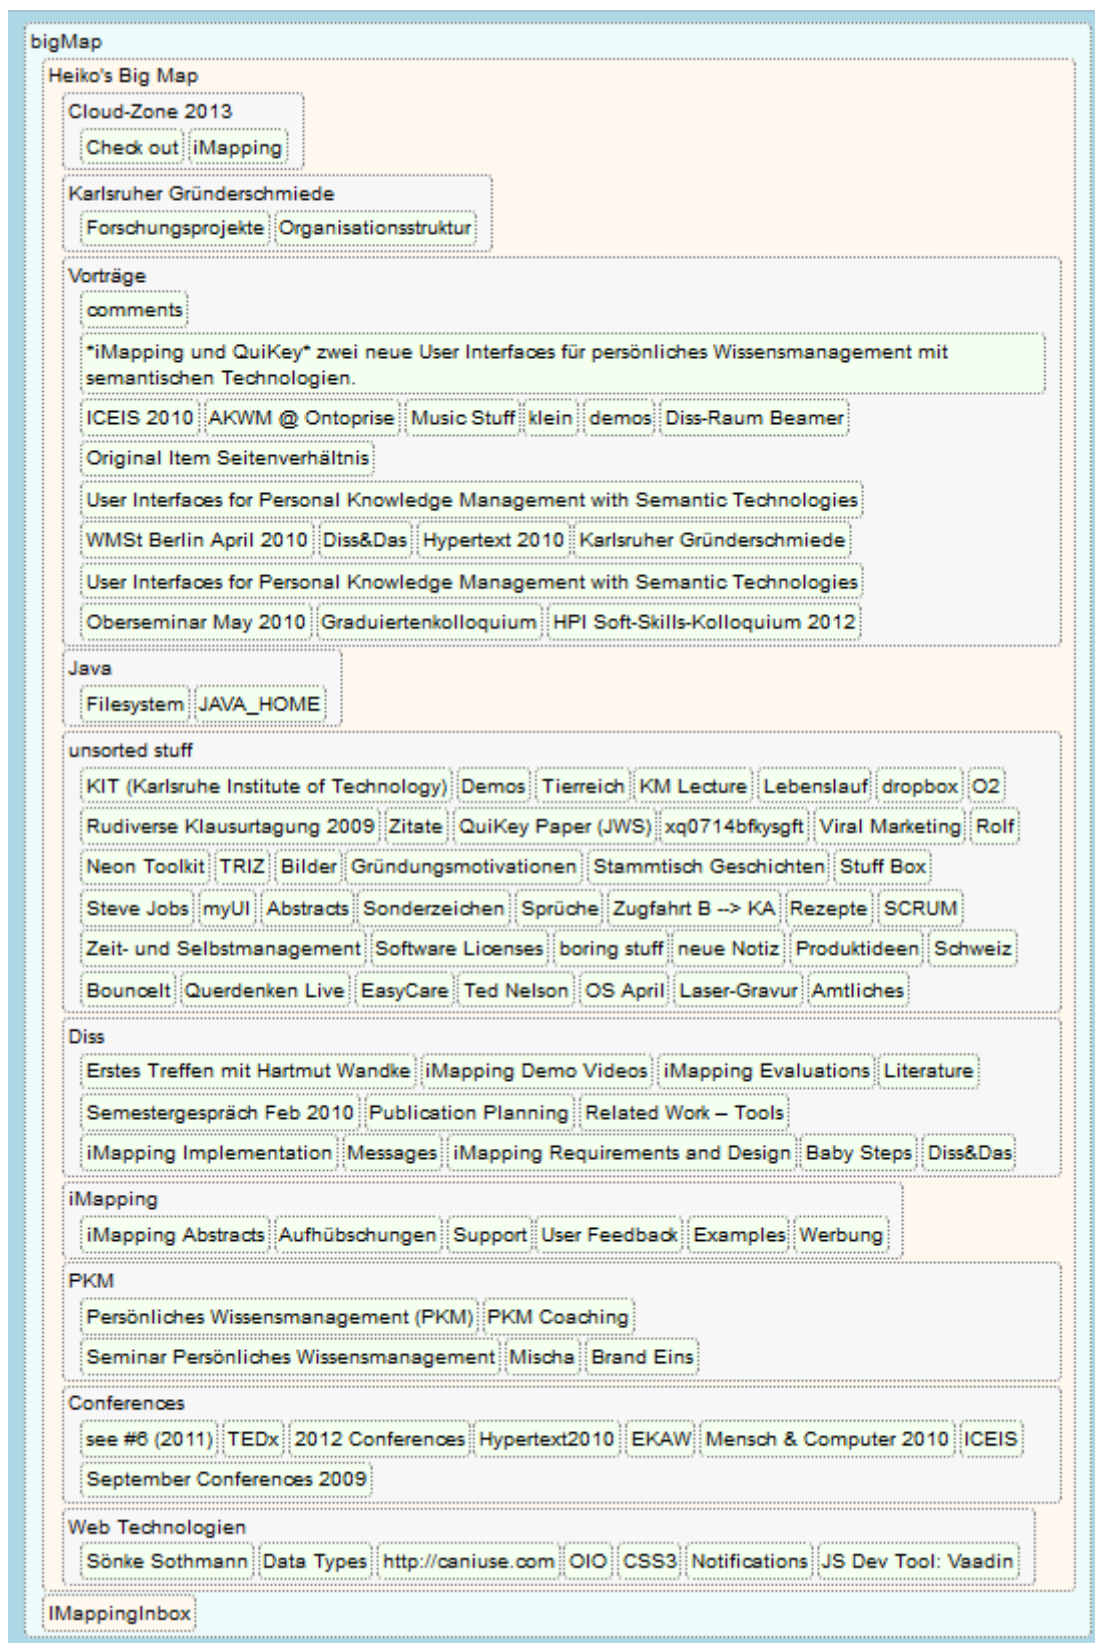 bigMap
Heiko's Big Map
Cloud-Zone 2013
Check out iMapping
Karlsruher Gründerschmiede
Forschungsprojekte Organisationsstruktur
Vorträge
comments
*iMapping und QuiKey* zwei neue User Interfaces für persönliches Wissensmanagement mit
semantischen Technologien.
ICEIS 2010 AKWM @ Ontoprise Music Stuff klein demos Diss-Raum Beamer
Original Item Seitenverhältnis
User Interfaces for Personal Knowledge Management with Semantic Technologies
WMSt Berlin April 2010 Diss&Das Hypertext 2010 Karlsruher Gründerschmiede
User Interfaces for Personal Knowledge Management with Semantic Technologies
Oberseminar May 2010 Graduiertenkolloquium HPI Soft-Skills-Kolloquium 2012
Java
Filesystem JAVA_HOME
unsorted stuff
KIT (Karlsruhe Institute of Technology) Demos Tierreich KM Lecture Lebenslauf dropbox O2
Rudiverse Klausurtagung 2009 Zitate QuiKey Paper (JWS) xq0714bfkysgft Viral Marketing Rolf
Neon Toolkit TRIZ Bilder Gründungsmotivationen Stammtisch Geschichten Stuff Box
Steve Jobs myUI Abstracts Sonderzeichen Sprüche Zugfahrt B --> KA Rezepte SCRUM
Zeit- und Selbstmanagement Software Licenses boring stuff neue Notiz Produktideen Schweiz
BounceIt Querdenken Live EasyCare Ted Nelson OS April Laser-Gravur Amtliches
Diss
Erstes Treffen mit Hartmut Wandke iMapping Demo Videos iMapping Evaluations Literature
Semestergespräch Feb 2010 Publication Planning Related Work – Tools
iMapping Implementation Messages iMapping Requirements and Design Baby Steps Diss&Das
iMapping
iMapping Abstracts Aufhübschungen Support User Feedback Examples Werbung
PKM
Persönliches Wissensmanagement (PKM) PKM Coaching
Seminar Persönliches Wissensmanagement Mischa Brand Eins
Conferences
see #6 (2011) TEDx 2012 Conferences Hypertext2010 EKAW Mensch & Computer 2010 ICEIS
September Conferences 2009
Web Technologien
Sönke Sothmann Data Types http://caniuse.com OIO CSS3 Notifications JS Dev Tool: Vaadin
IMappingInbox